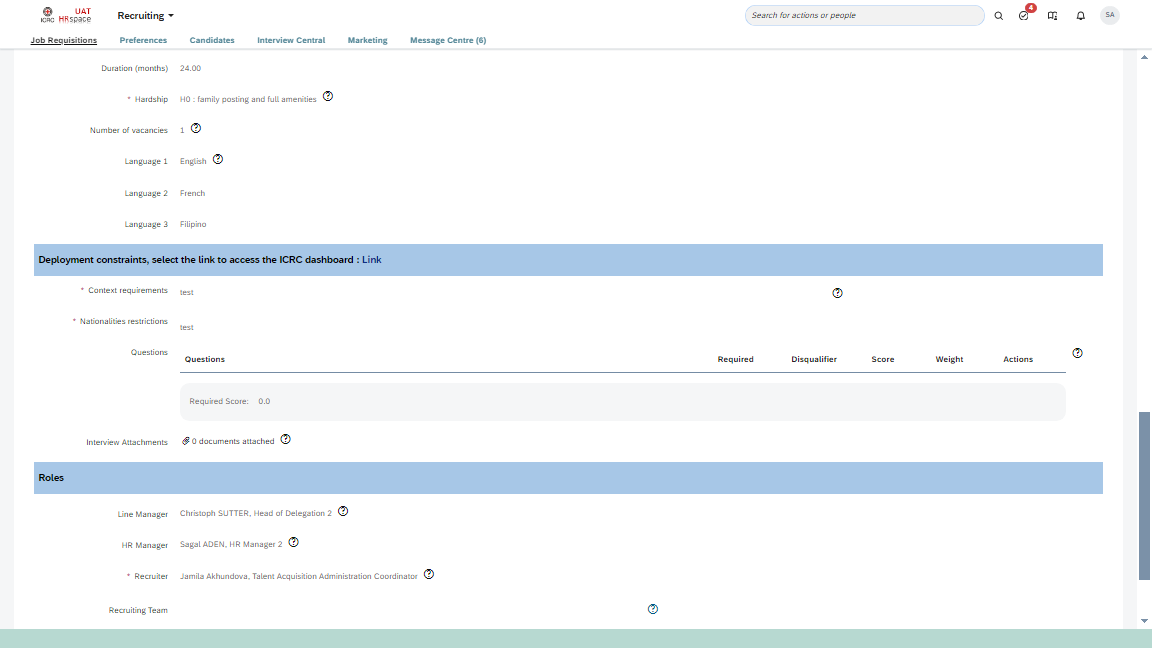 ICRC
UAT
HRspace
Recruiting
Search for actions or people
4
SA
Job Requisitions
Preferences
Candidates
Interview Central
Marketing
Message Centre (6)
Duration (months) 24.00
* Hardship H0 : family posting and full amenities
Number of vacancies 1
Language 1 English
Language 2 French
Language 3 Filipino
Deployment constraints, select the link to access the ICRC dashboard : Link
* Context requirements test
* Nationalities restrictions test
Questions
Questions Required Disqualifier Score Weight Actions
Required Score: 0.0
Interview Attachments 0 documents attached
Roles
Line Manager Christoph SUTTER, Head of Delegation 2
HR Manager Sagal ADEN, HR Manager 2
* Recruiter Jamila Akhundova, Talent Acquisition Administration Coordinator
Recruiting Team